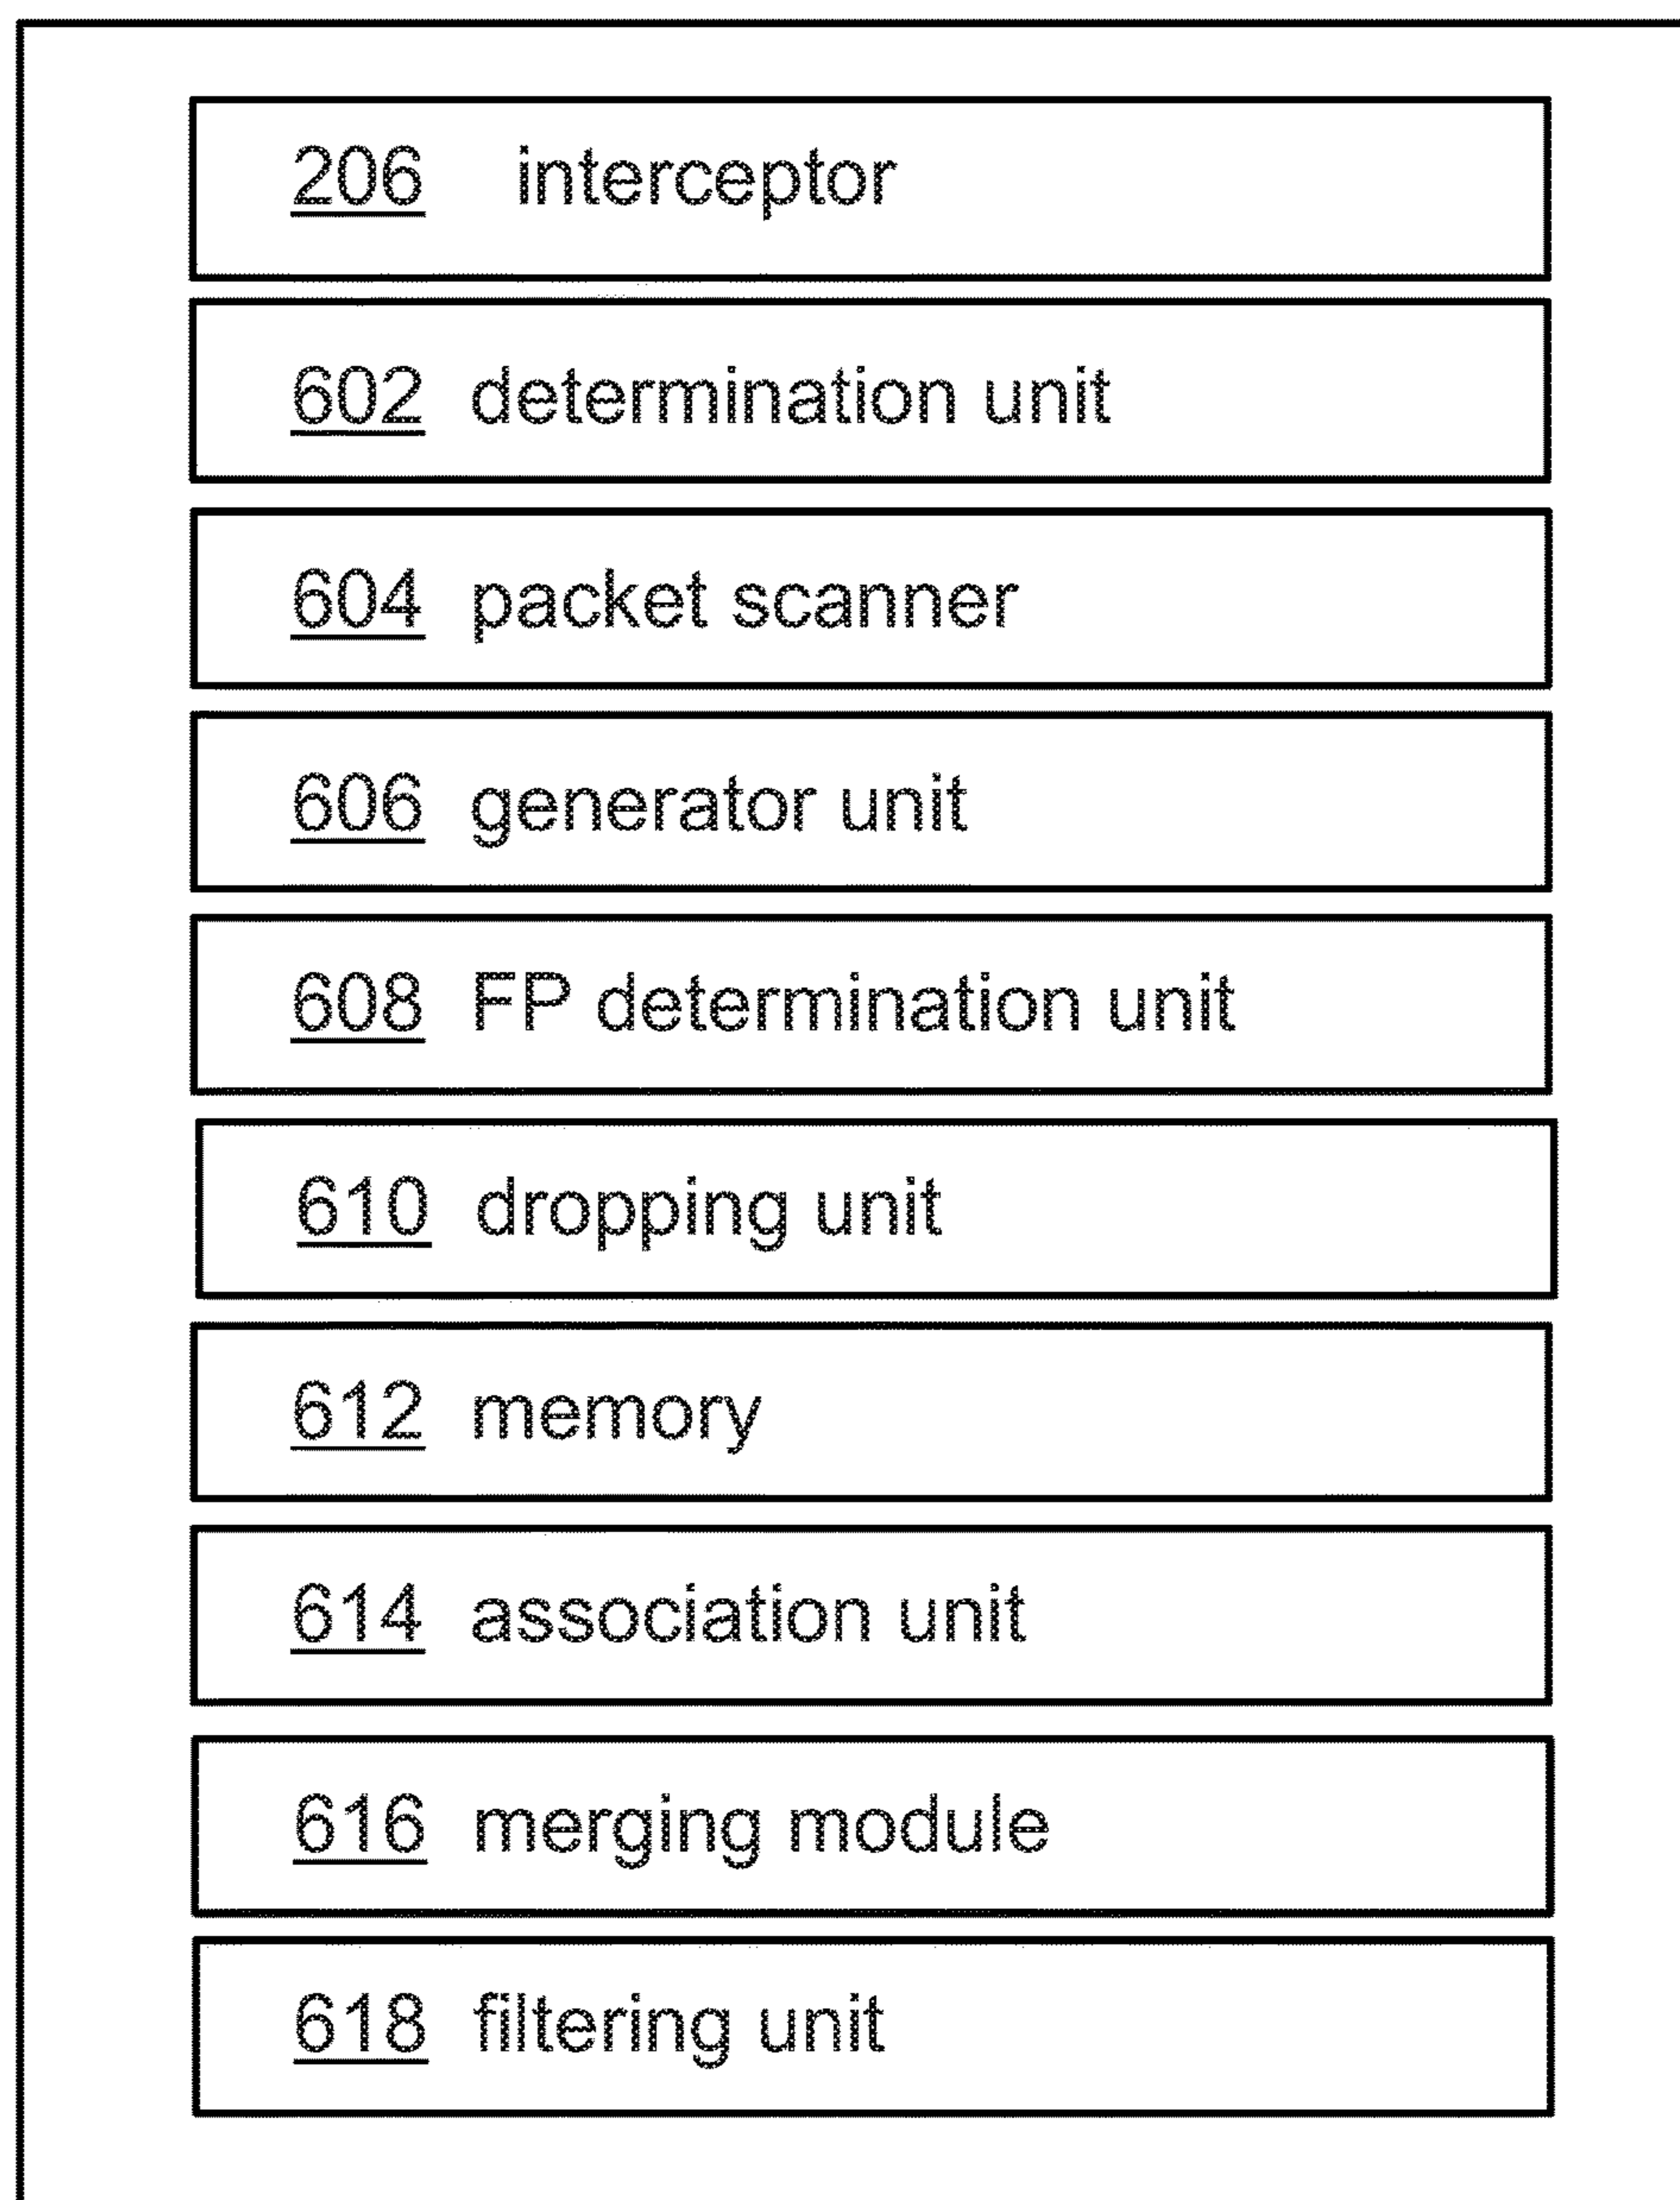 206 interceptor
602 determination unit
604 packet scanner
606 generator unit
608 FP determination unit
610 dropping unit
612 memory
614 association unit
616 merging module
618 filtering unit